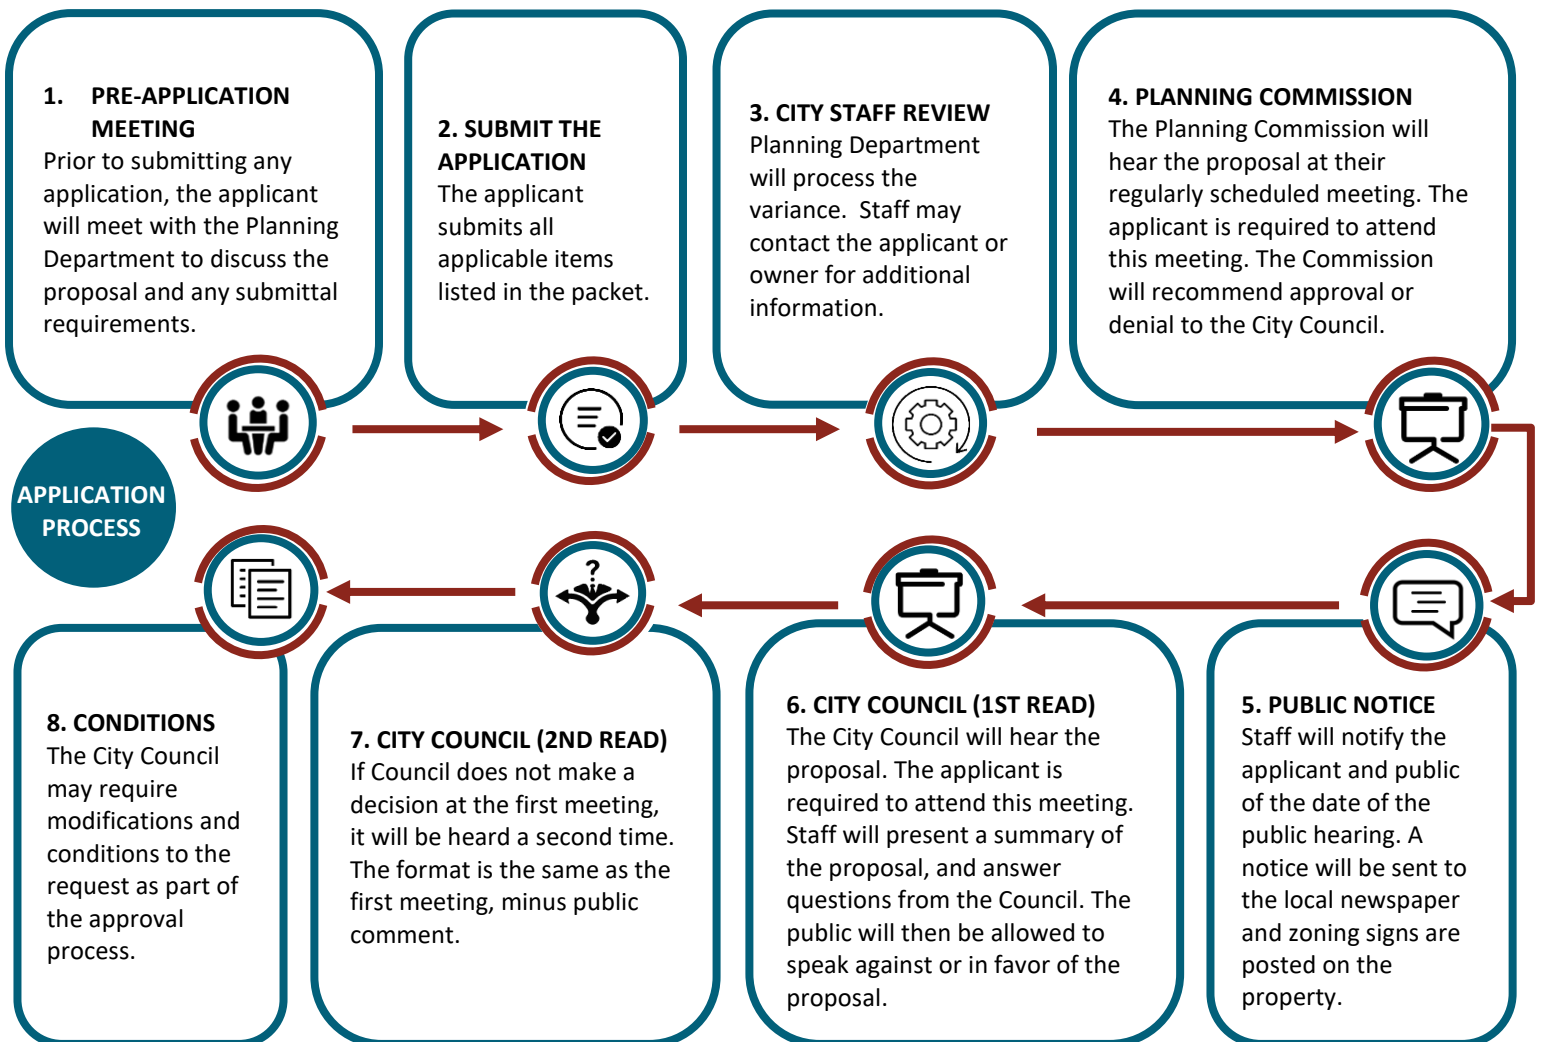 1. PRE-APPLICATION
MEETING
Prior to submitting any
application, the applicant
will meet with the Planning
Department to discuss the
proposal and any submittal
requirements.
2. SUBMIT THE
APPLICATION
The applicant
submits all
applicable items
listed in the packet.
3. CITY STAFF REVIEW
Planning Department
will process the
variance.  Staff may
contact the applicant or
owner for additional
information.
4. PLANNING COMMISSION
The Planning Commission will
hear the proposal at their
regularly scheduled meeting. The
applicant is required to attend
this meeting. The Commission
will recommend approval or
denial to the City Council.
APPLICATION
PROCESS
5. PUBLIC NOTICE
Staff will notify the
applicant and public
of the date of the
public hearing. A
notice will be sent to
the local newspaper
and zoning signs are
posted on the
property.
6. CITY COUNCIL (1ST READ)
The City Council will hear the
proposal. The applicant is
required to attend this meeting.
Staff will present a summary of
the proposal, and answer
questions from the Council. The
public will then be allowed to
speak against or in favor of the
proposal.
?
7. CITY COUNCIL (2ND READ)
If Council does not make a
decision at the first meeting,
it will be heard a second time.
The format is the same as the
first meeting, minus public
comment.
8. CONDITIONS
The City Council
may require
modifications and
conditions to the
request as part of
the approval
process.